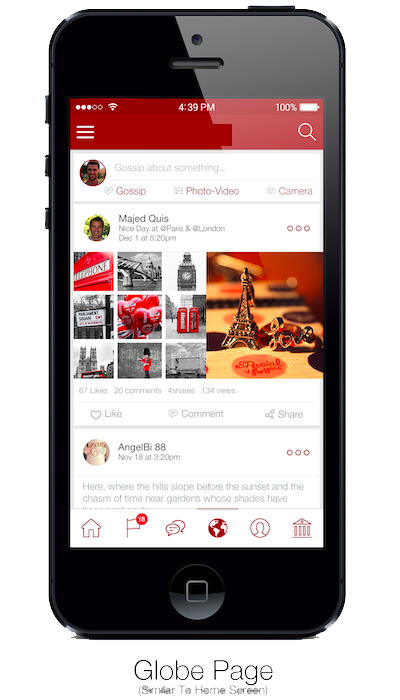 4:39 PM 100%
Gossip about something...
Gossip Photo-Video Camera
Majed Quis
Nice Day at @Paris & @London
Dec 1 at 5:20pm
TELEPHONE
PARLIAMENT
SQUARE SW1
SPecial
67 Likes 20 comments 4shares 134 views
Like Comment Share
AngelBi 88
Nov 18 at 3:20pm
Here, where the hills slope before the sunset and the
chasm of time near gardens whose shades have
18
Globe Page
(Similar To Home Screen)